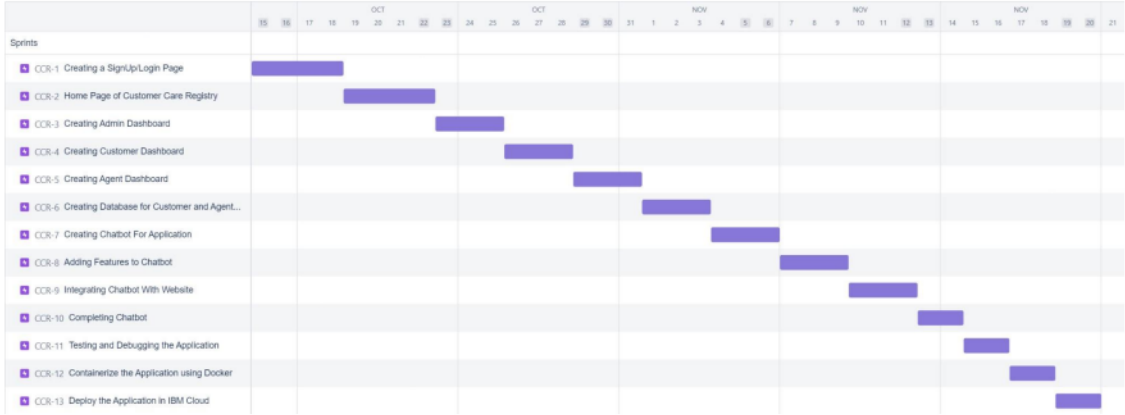 OCT OCT NOV NOV NOV
15 16 17 18 19 20 21 22 23 24 25 26 27 28 29 30 31 1 2 3 4 5 6 7 8 9 10 11 12 13 14 15 16 17 18 19 20 21
Sprints
CCR-1 Creating a SignUp/Login Page
CCR-2 Home Page of Customer Care Registry
CCR-3 Creating Admin Dashboard
CCR-4 Creating Customer Dashboard
CCR-5 Creating Agent Dashboard
CCR-6 Creating Database for Customer and Agent...
CCR-7 Creating Chatbot For Application
CCR-8 Adding Features to Chatbot
CCR-9 Integrating Chatbot With Website
CCR-10 Completing Chatbot
CCR-11 Testing and Debugging the Application
CCR-12 Containerize the Application using Docker
CCR-13 Deploy the Application in IBM Cloud